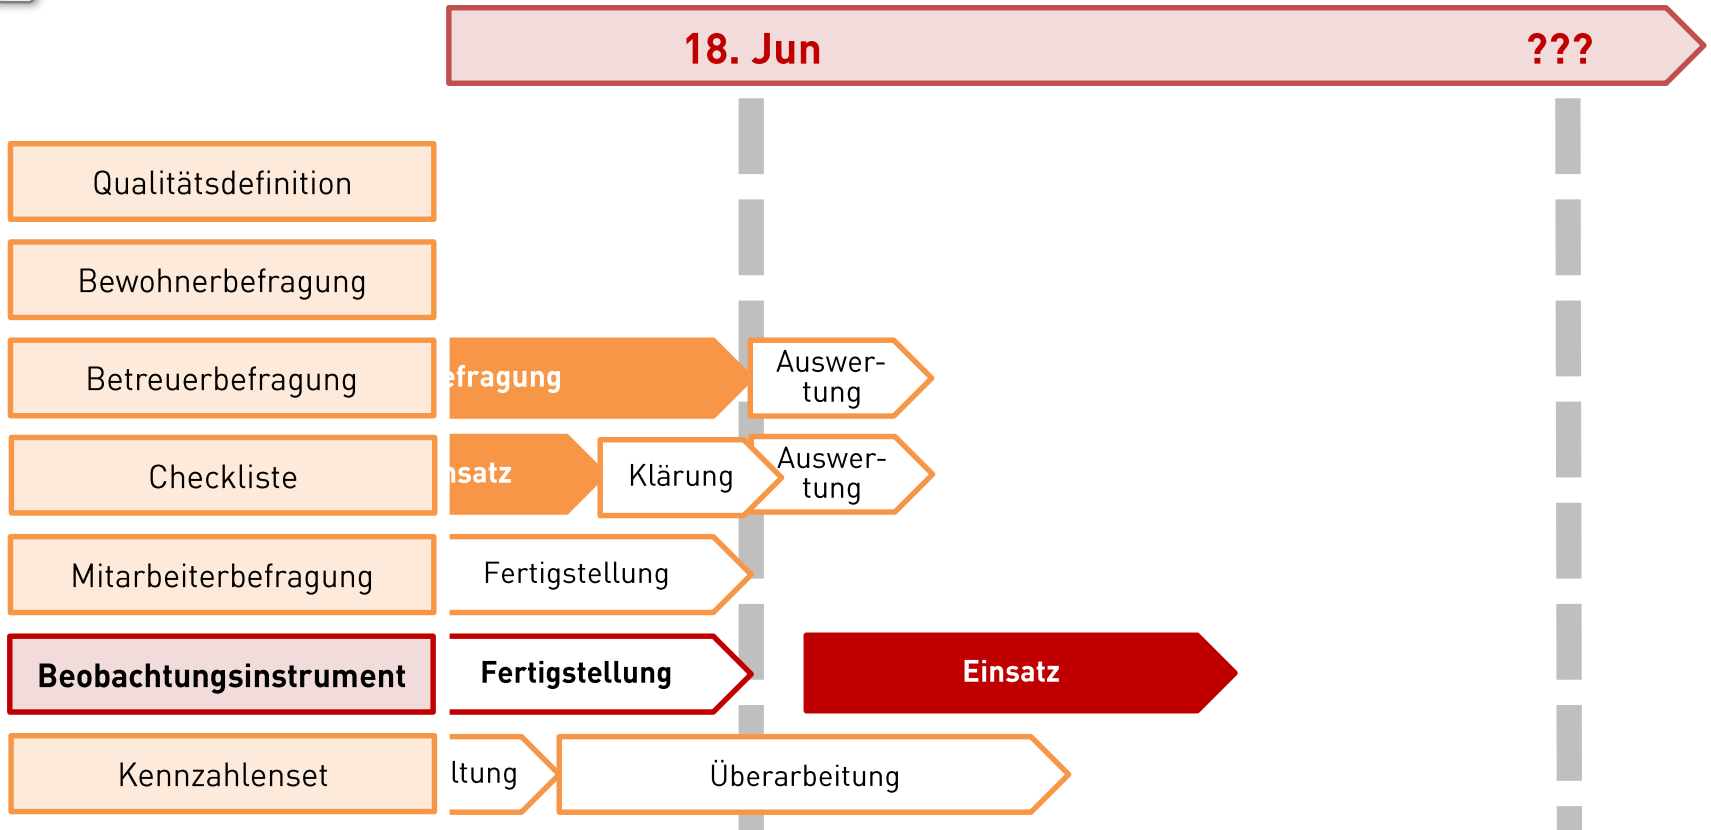 18. Jun ???
Qualitätsdefinition
Bewohnerbefragung
Betreuerbefragung efragung Auswer-
tung
Checkliste nsatz Klärung Auswer-
tung
Mitarbeiterbefragung Fertigstellung
Beobachtungsinstrument Fertigstellung Einsatz
Kennzahlenset ltung Überarbeitung